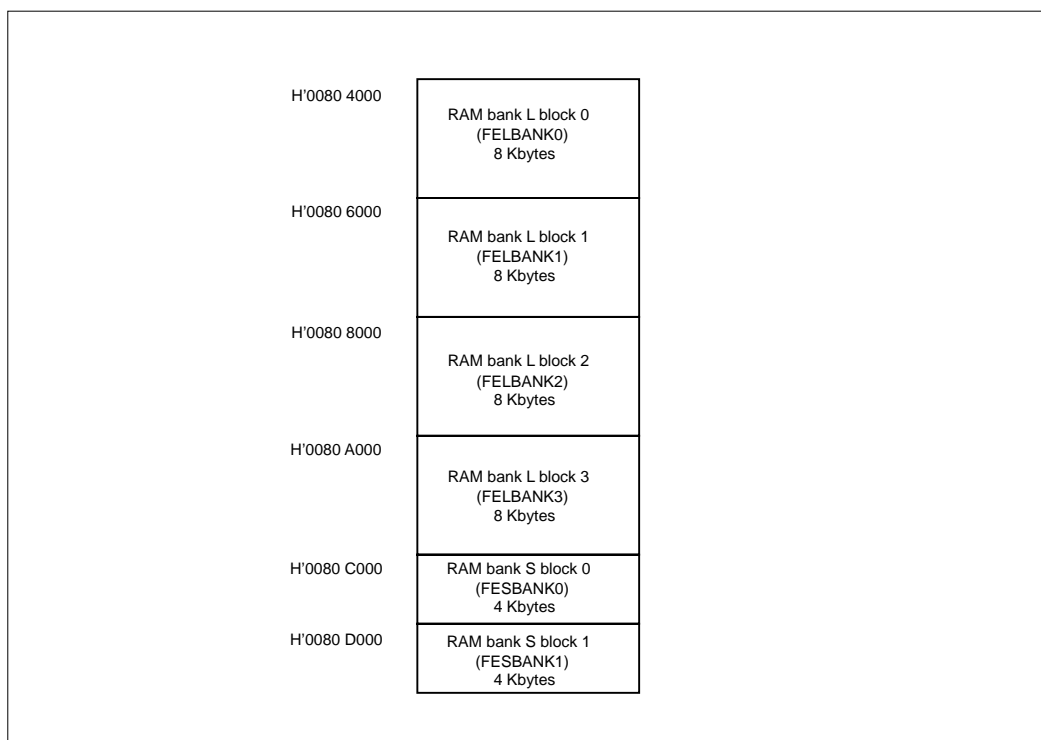 H'0080 4000
RAM bank L block 0
(FELBANK0)
8 Kbytes
H'0080 6000
RAM bank L block 1
(FELBANK1)
8 Kbytes
H'0080 8000
RAM bank L block 2
(FELBANK2)
8 Kbytes
H'0080 A000
RAM bank L block 3
(FELBANK3)
8 Kbytes
H'0080 C000
RAM bank S block 0
(FESBANK0)
4 Kbytes
H'0080 D000
RAM bank S block 1
(FESBANK1)
4 Kbytes